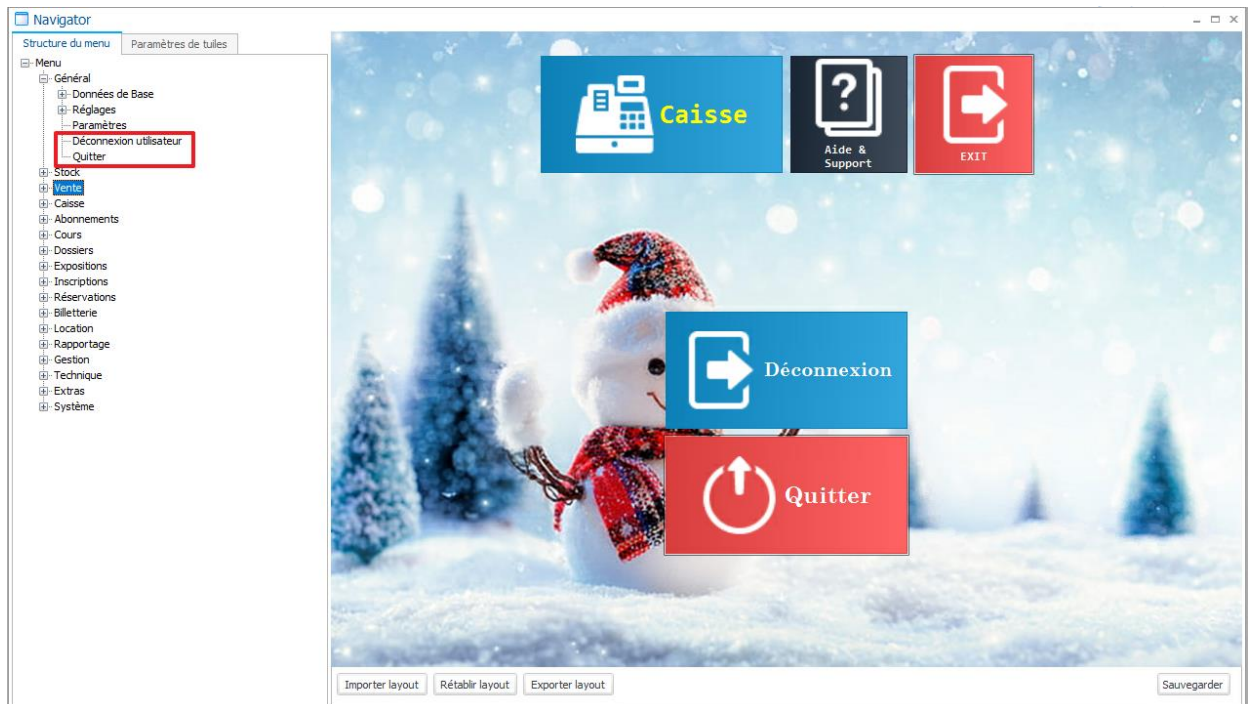 Navigator
Structure du menu
Paramètres de tuiles
Menu
Général
Données de Base
Réglages
Paramètres
Déconnexion utilisateur
Quitter
Stock
Vente
Caisse
Abonnements
Cours
Dossiers
Expositions
Inscriptions
Réservations
Billetterie
Location
Rapportage
Gestion
Technique
Extras
Système
Caisse
?
Aide &
Support
EXIT
Déconnexion
Quitter
Importer layout
Rétablir layout
Exporter layout
Sauvegarder